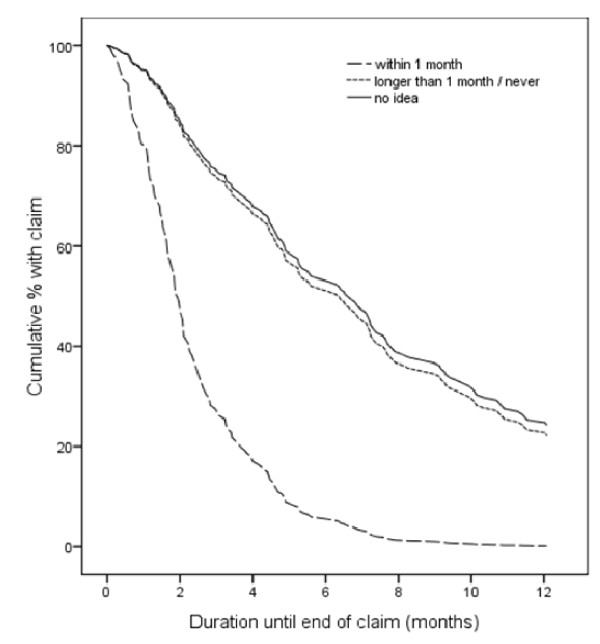 100
80
60
40
20
0
Cumulative % with claim
within 1 month
longer than 1 month / never
no idea
0 2 4 6 8 10 12
Duration until end of claim (months)